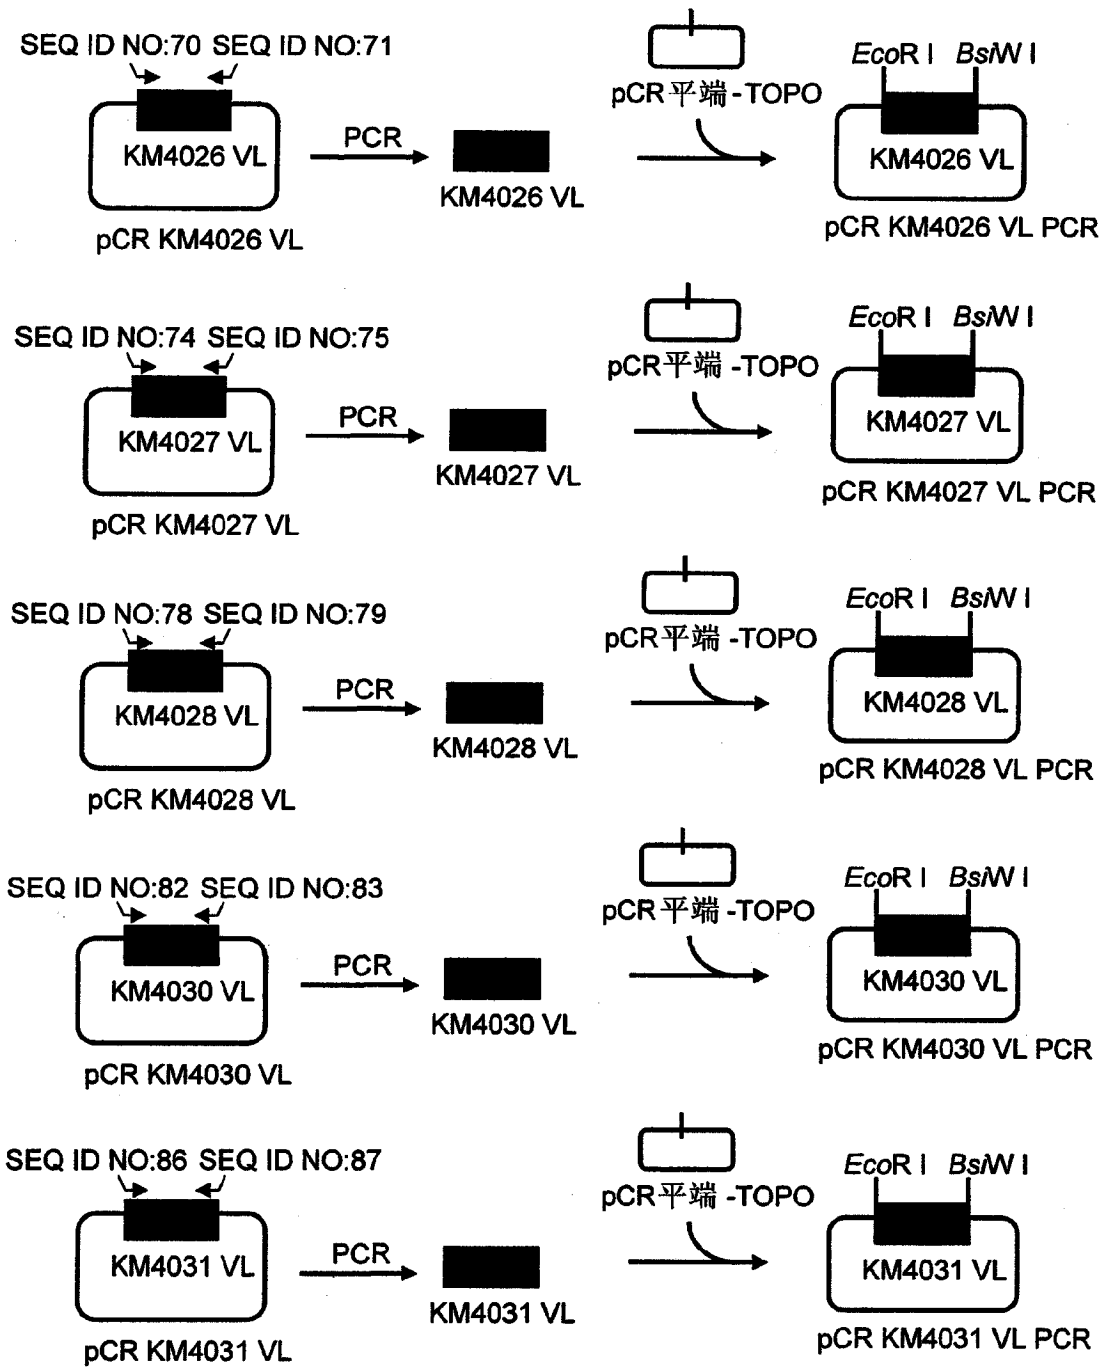 SEQ ID NO:70 SEQ ID NO:71
KM4026 VL
pCR KM4026 VL
PCR
KM4026 VL
pCR平端-TOPO
EcoR I BsiW I
KM4026 VL
pCR KM4026 VL PCR
SEQ ID NO:74 SEQ ID NO:75
KM4027 VL
pCR KM4027 VL
PCR
KM4027 VL
pCR平端 -TOPO
EcoR I BsiW I
KM4027 VL
pCR KM4027 VL PCR
SEQ ID NO:78 SEQ ID NO:79
KM4028 VL
pCR KM4028 VL
PCR
KM4028 VL
pCR平端 -TOPO
EcoR I BsiW I
KM4028 VL
pCR KM4028 VL PCR
SEQ ID NO:82 SEQ ID NO:83
KM4030 VL
pCR KM4030 VL
PCR
KM4030 VL
pCR平端 -TOPO
EcoR I BsiW I
KM4030 VL
pCR KM4030 VL PCR
SEQ ID NO:86 SEQ ID NO:87
KM4031 VL
pCR KM4031 VL
PCR
KM4031 VL
pCR平端 -TOPO
EcoR I BsiW I
KM4031 VL
pCR KM4031 VL PCR